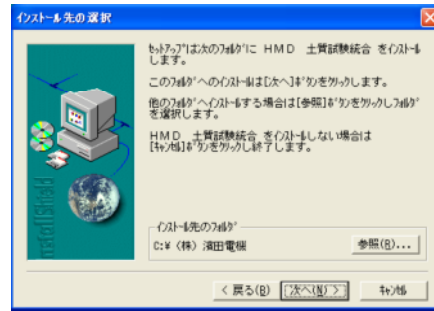 インストール先の選択
ｾｯﾄｱｯﾌﾟは次のﾌｫﾙﾀﾞに ＨＭＤ　土質試験統合 をｲﾝｽﾄｰﾙ
します。
このﾌｫﾙﾀﾞへのｲﾝｽﾄｰﾙは[次へ]ﾎﾞﾀﾝをｸﾘｯｸします。
他のﾌｫﾙﾀﾞへｲﾝｽﾄｰﾙする場合は[参照]ﾎﾞﾀﾝをｸﾘｯｸしﾌｫﾙﾀﾞ
を選択します。
ＨＭＤ　土質試験統合 をｲﾝｽﾄｰﾙしない場合は
[ｷｬﾝｾﾙ]ﾎﾞﾀﾝをｸﾘｯｸし終了します。
InstallShield
ｲﾝｽﾄｰﾙ先のﾌｫﾙﾀﾞ
C:¥（株）濱田電機
参照(R)...
< 戻る(B)
次へ(N) >
ｷｬﾝｾﾙ